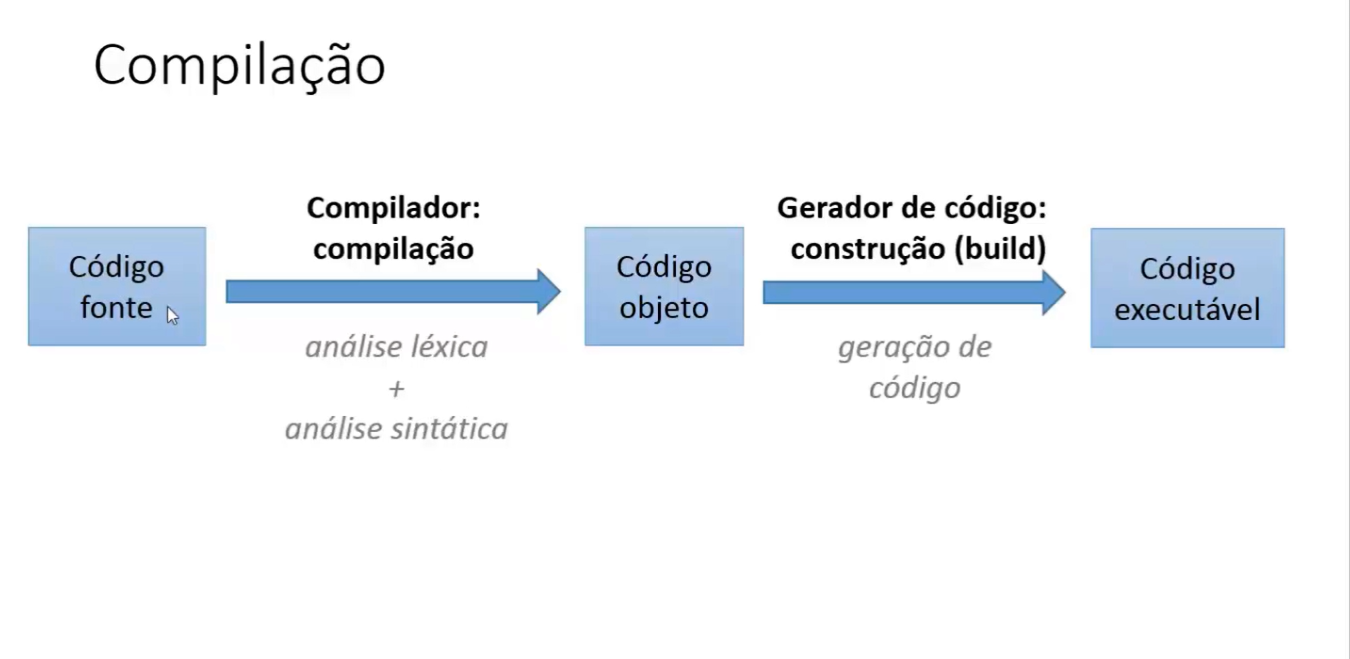 Compilação
Compilador:
compilação
Gerador de código:
construção (build)
Código
fonte
Código
objeto
Código
executável
análise léxica
+
análise sintática
geração de
código